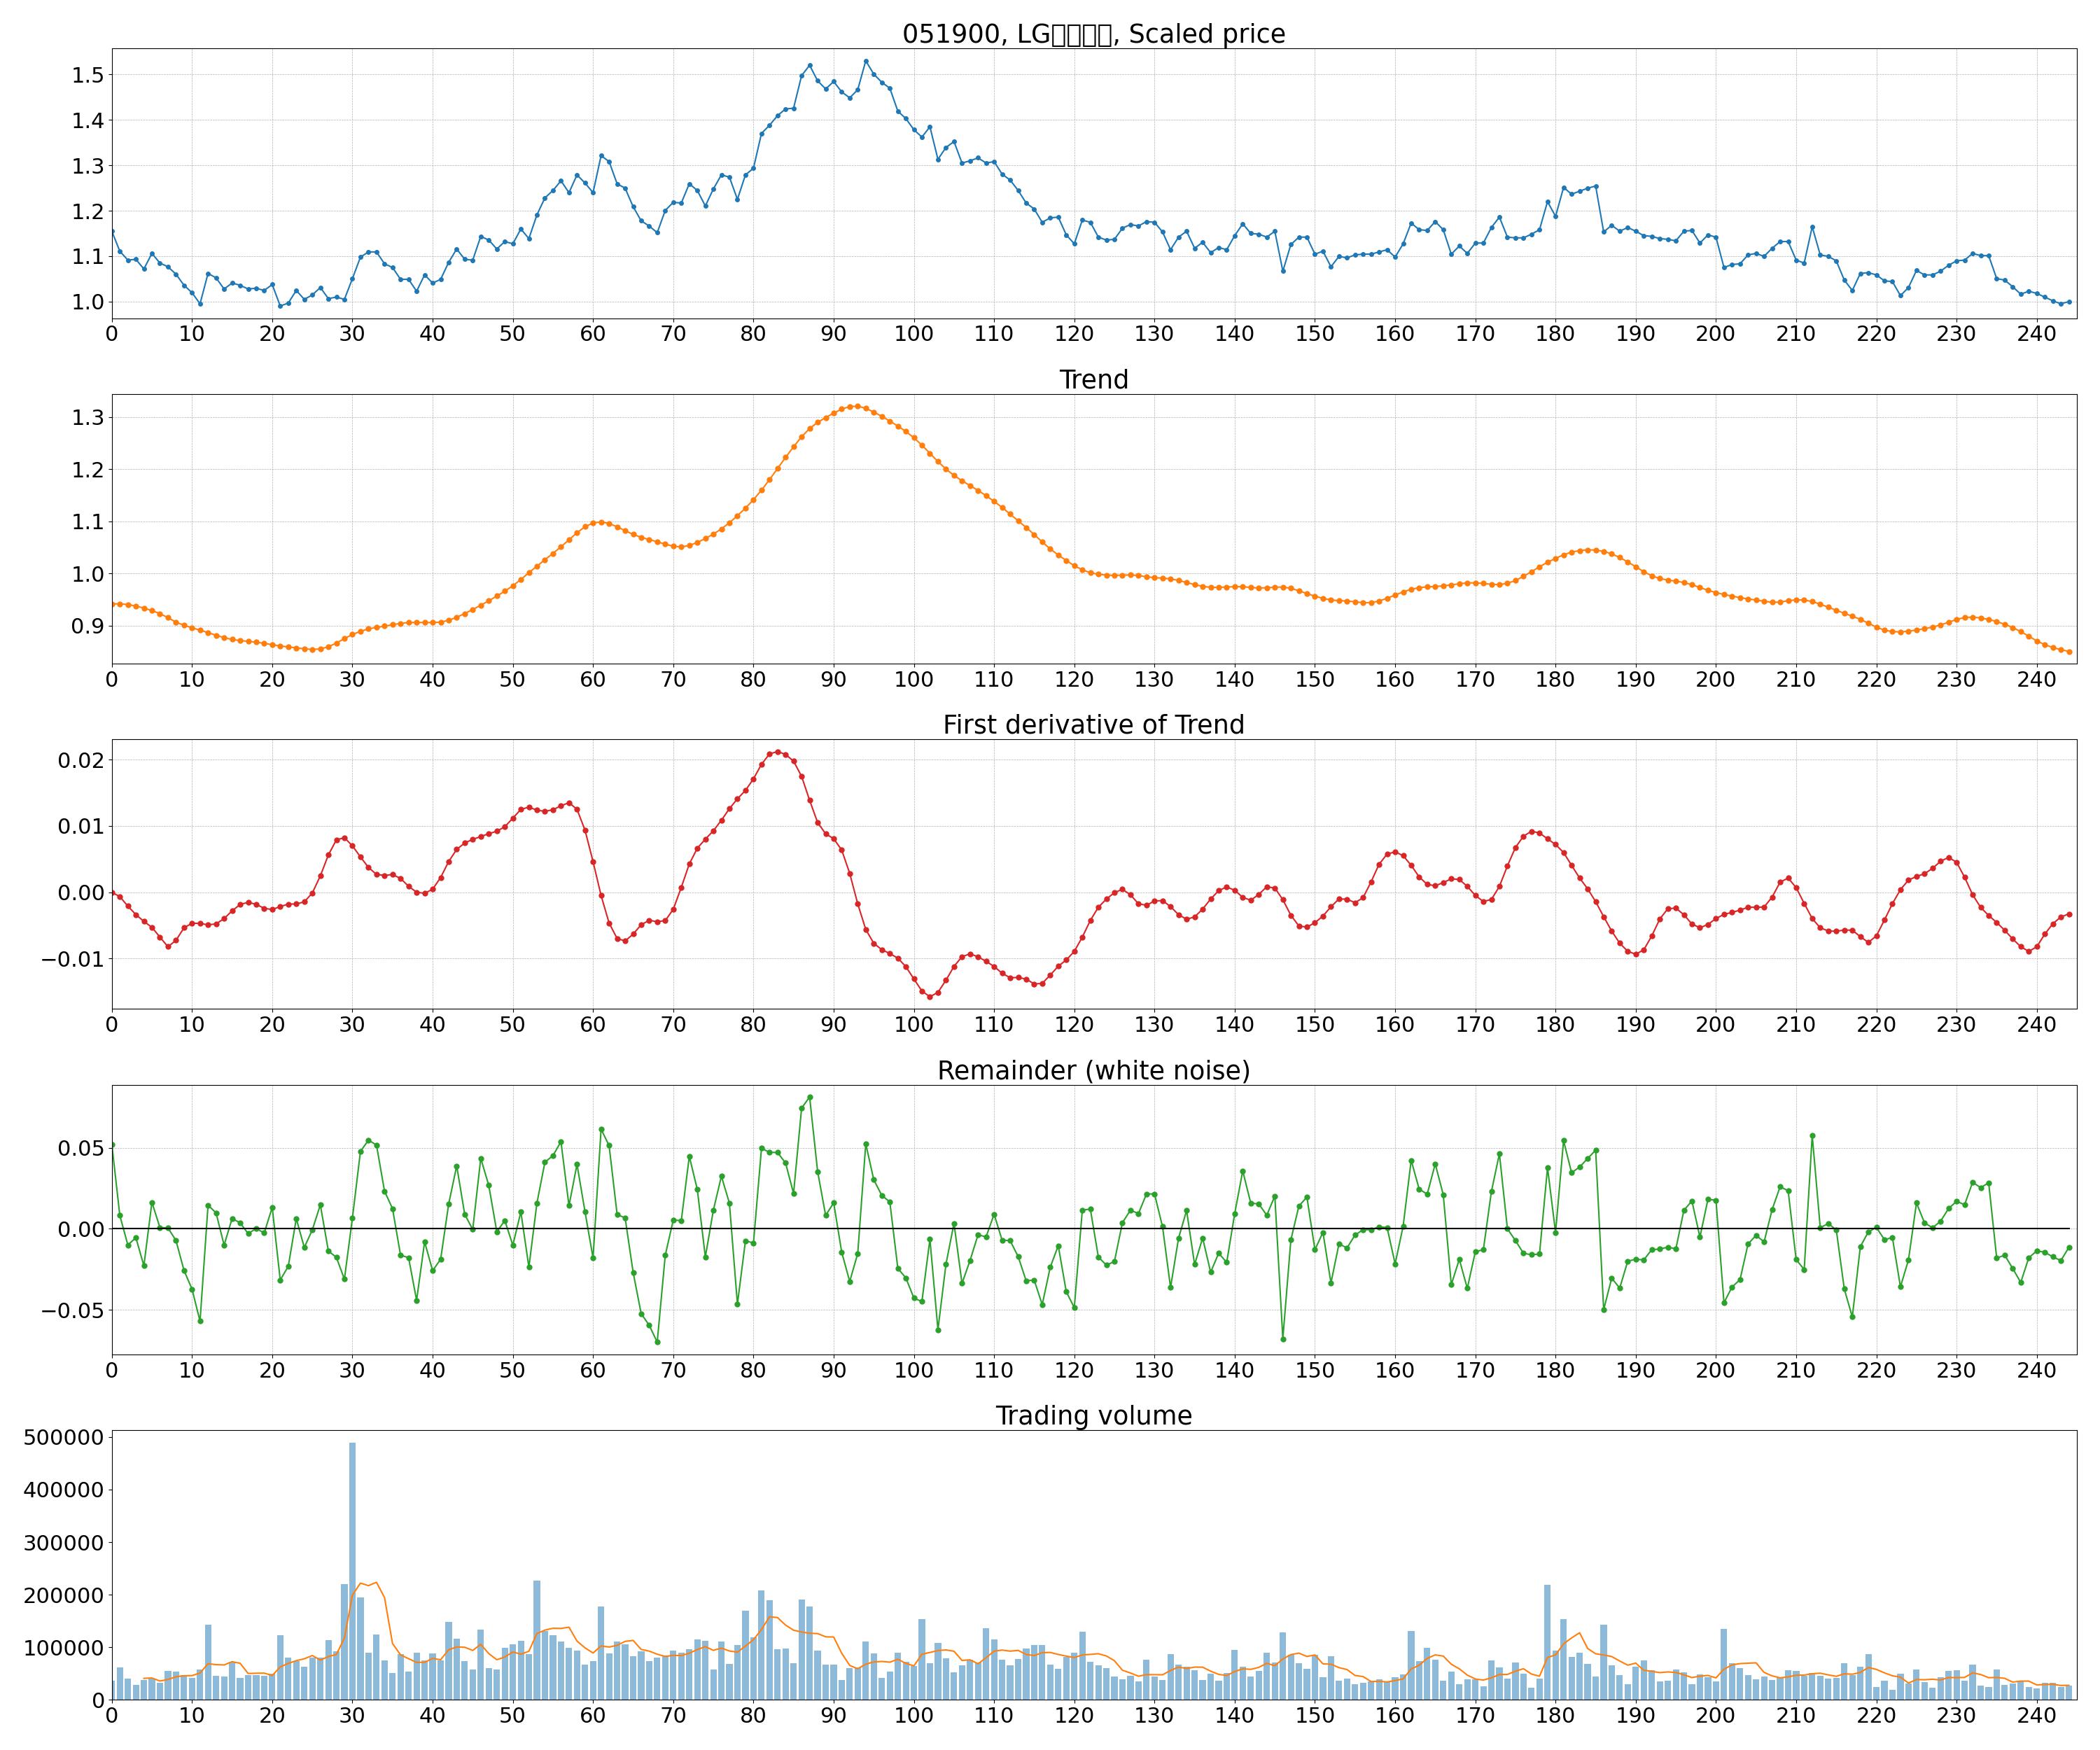 051900, LG□□□□, Scaled price
1.5
1.4
1.3
1.2
1.1
1.0
0 10 20 30 40 50 60 70 80 90 100 110 120 130 140 150 160 170 180 190 200 210 220 230 240
Trend
1.3
1.2
1.1
1.0
0.9
0 10 20 30 40 50 60 70 80 90 100 110 120 130 140 150 160 170 180 190 200 210 220 230 240
First derivative of Trend
0.02
0.01
0.00
−0.01
0 10 20 30 40 50 60 70 80 90 100 110 120 130 140 150 160 170 180 190 200 210 220 230 240
Remainder (white noise)
0.05
0.00
−0.05
0 10 20 30 40 50 60 70 80 90 100 110 120 130 140 150 160 170 180 190 200 210 220 230 240
Trading volume
500000
400000
300000
200000
100000
0
0 10 20 30 40 50 60 70 80 90 100 110 120 130 140 150 160 170 180 190 200 210 220 230 240